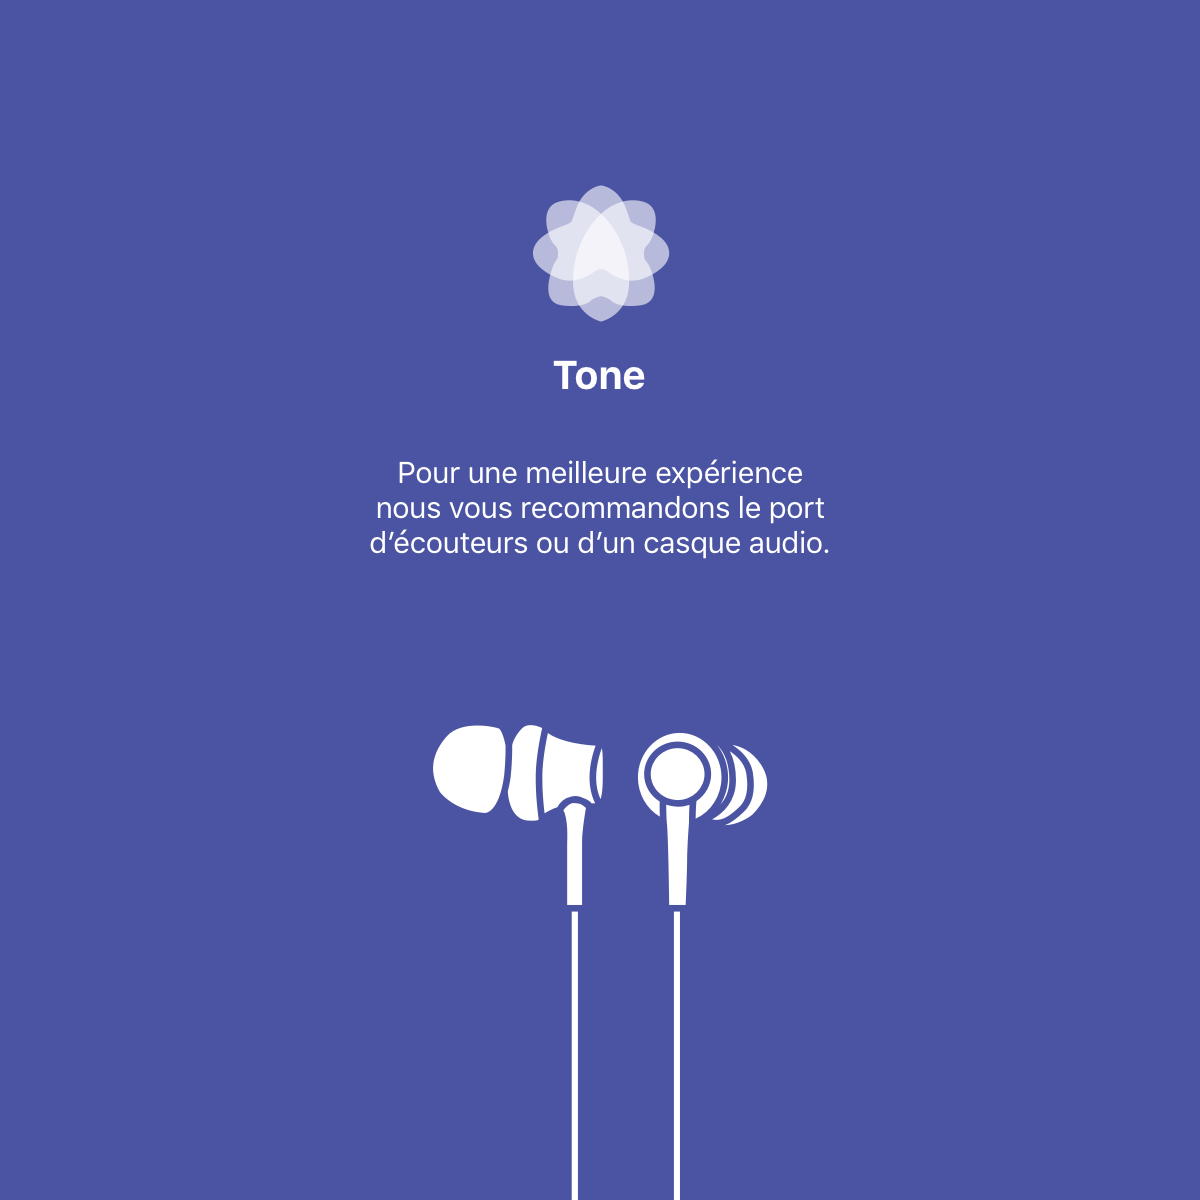 Tone
Pour une meilleure expérience
nous vous recommandons le port
d’écouteurs ou d’un casque audio.